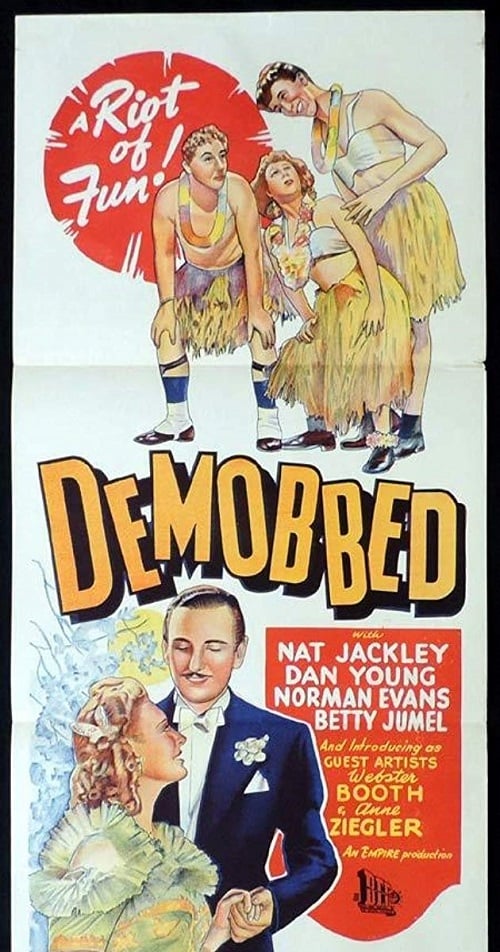 A Riot
of
Fun!
DEMOBBED
with
NAT JACKLEY
DAN YOUNG
NORMAN EVANS
BETTY JUMEL
And Introducing as
GUEST ARTISTS
Webster
BOOTH
& Anne
ZIEGLER
AN EMPIRE production